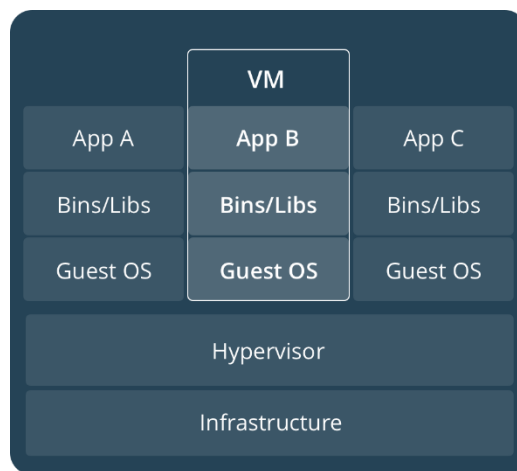 VM
App A App B App C
Bins/Libs Bins/Libs Bins/Libs
Guest OS Guest OS Guest OS
Hypervisor
Infrastructure